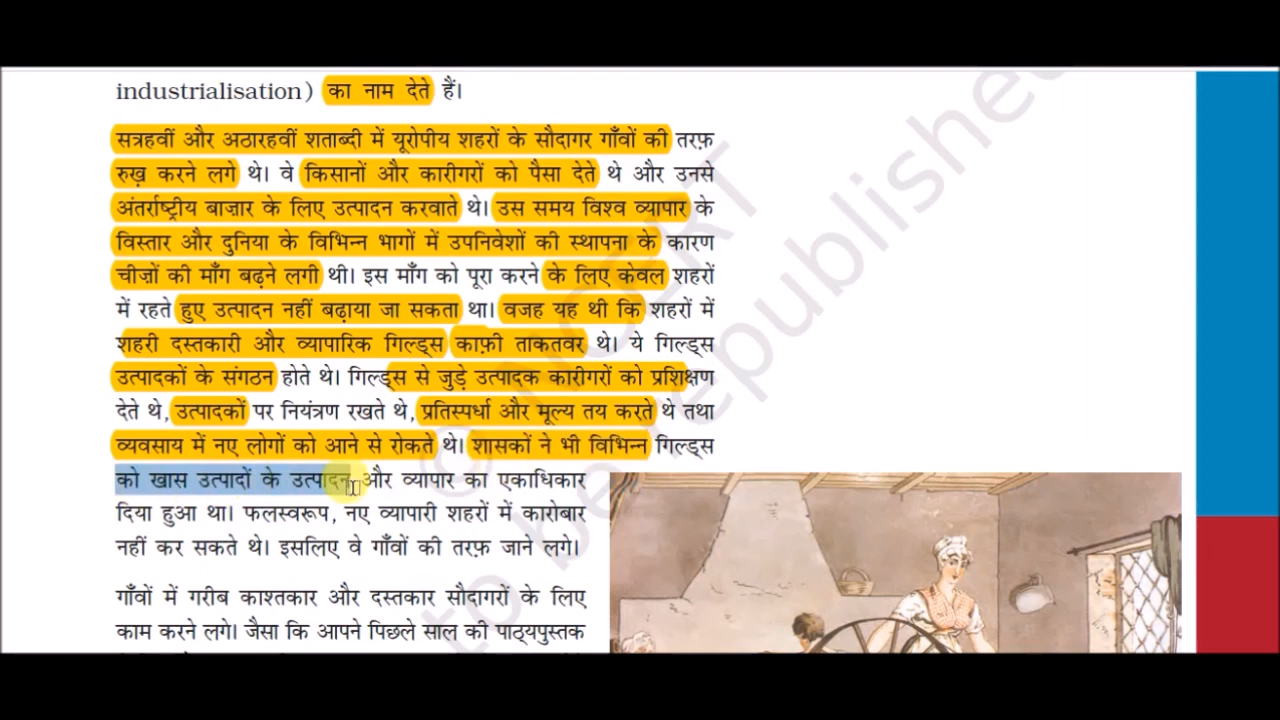 industrialisation) का नाम देते हैं।
सत्रहवीं और अठारहवीं शताब्दी में यूरोपीय शहरों के सौदागर गाँवों की तरफ़
रुख़ करने लगे थे। वे किसानों और कारीगरों को पैसा देते थे और उनसे
अंतर्राष्ट्रीय बाज़ार के लिए उत्पादन करवाते थे। उस समय विश्व व्यापार के
विस्तार और दुनिया के विभिन्न भागों में उपनिवेशों की स्थापना के कारण
चीज़ों की माँग बढ़ने लगी थी। इस माँग को पूरा करने के लिए केवल शहरों
में रहते हुए उत्पादन नहीं बढ़ाया जा सकता था। वजह यह थी कि शहरों में
शहरी दस्तकारी और व्यापारिक गिल्ड्स काफ़ी ताकतवर थे। ये गिल्ड्स
उत्पादकों के संगठन होते थे। गिल्ड्स से जुड़े उत्पादक कारीगरों को प्रशिक्षण
देते थे, उत्पादकों पर नियंत्रण रखते थे, प्रतिस्पर्धा और मूल्य तय करते थे तथा
व्यवसाय में नए लोगों को आने से रोकते थे। शासकों ने भी विभिन्न गिल्ड्स
को खास उत्पादों के उत्पादन और व्यापार का एकाधिकार
दिया हुआ था। फलस्वरूप, नए व्यापारी शहरों में कारोबार
नहीं कर सकते थे। इसलिए वे गाँवों की तरफ़ जाने लगे।
गाँवों में गरीब काश्तकार और दस्तकार सौदागरों के लिए
काम करने लगे। जैसा कि आपने पिछले साल की पाठ्यपुस्तक
© NCERT
to be republished